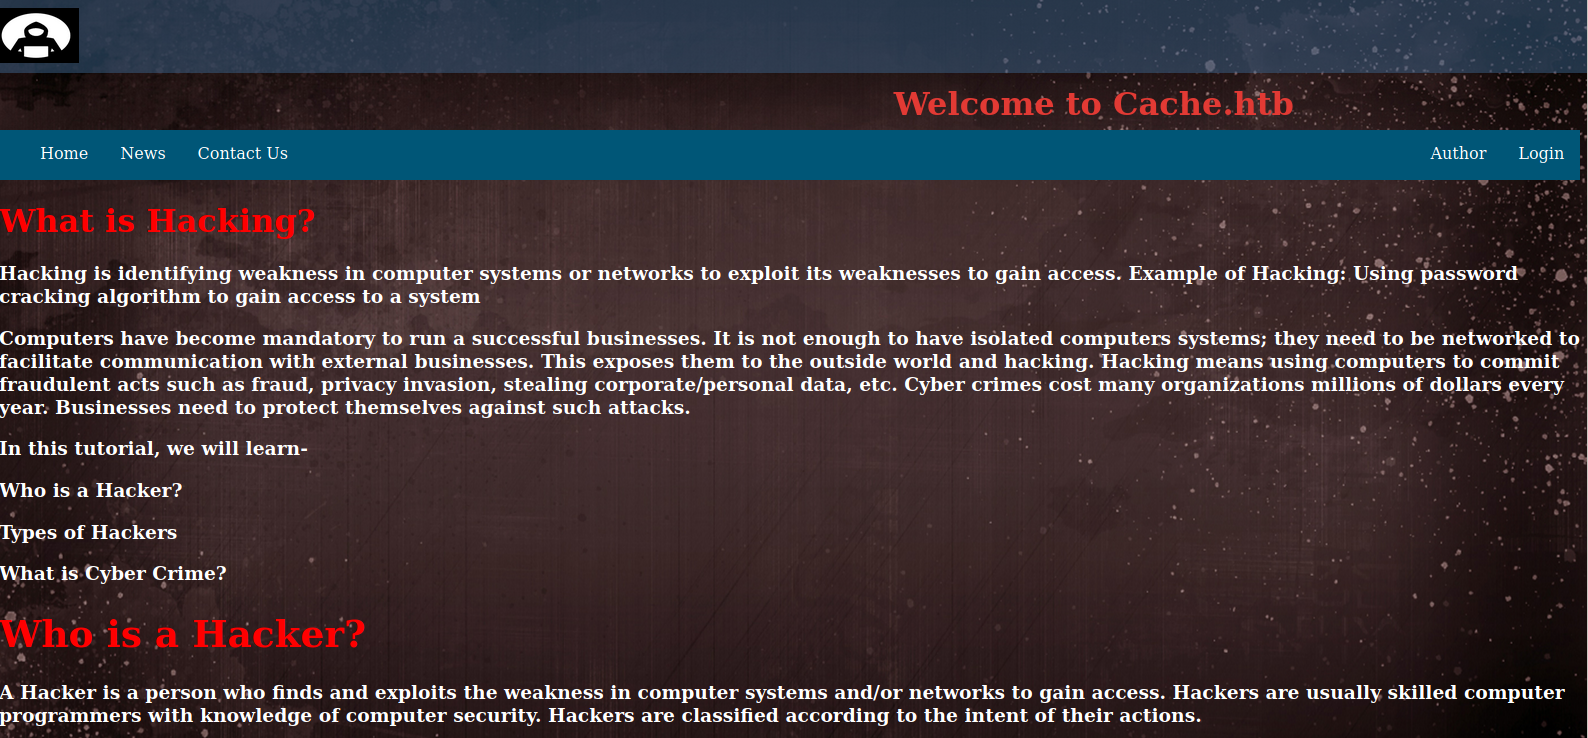 Welcome to Cache.htb
Home News Contact Us Author Login
What is Hacking?
Hacking is identifying weakness in computer systems or networks to exploit its weaknesses to gain access. Example of Hacking: Using password
cracking algorithm to gain access to a system
Computers have become mandatory to run a successful businesses. It is not enough to have isolated computers systems; they need to be networked to
facilitate communication with external businesses. This exposes them to the outside world and hacking. Hacking means using computers to commit
fraudulent acts such as fraud, privacy invasion, stealing corporate/personal data, etc. Cyber crimes cost many organizations millions of dollars every
year. Businesses need to protect themselves against such attacks.
In this tutorial, we will learn-
Who is a Hacker?
Types of Hackers
What is Cyber Crime?
Who is a Hacker?
A Hacker is a person who finds and exploits the weakness in computer systems and/or networks to gain access. Hackers are usually skilled computer
programmers with knowledge of computer security. Hackers are classified according to the intent of their actions.